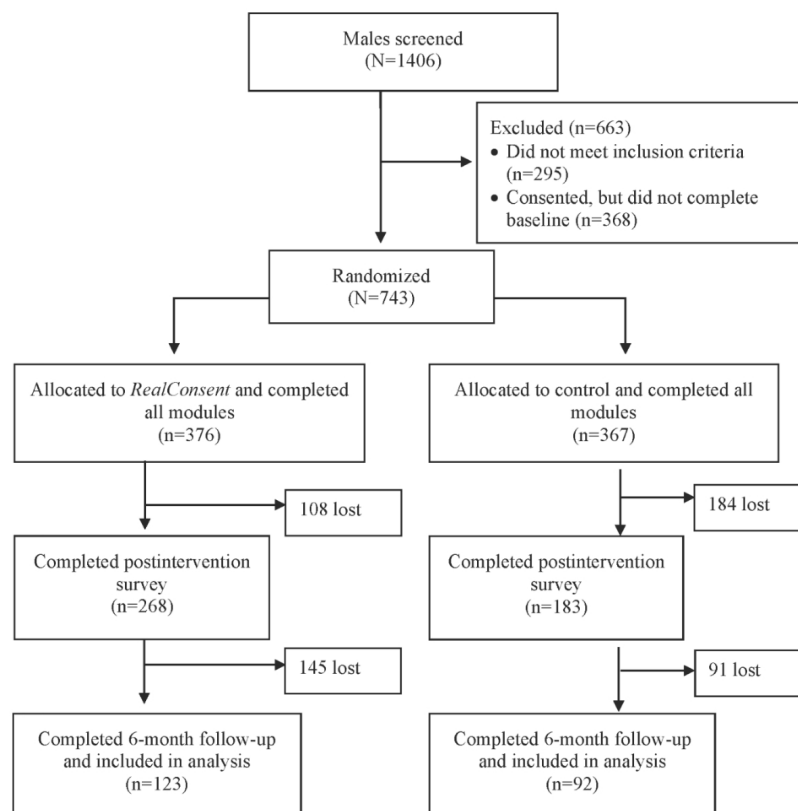 Males screened
(N=1406)
Excluded (n=663)
• Did not meet inclusion criteria
(n=295)
• Consented, but did not complete
baseline (n=368)
Randomized
(N=743)
Allocated to RealConsent and completed
all modules
(n=376)
Allocated to control and completed all
modules
(n=367)
108 lost
184 lost
Completed postintervention
survey
(n=268)
Completed postintervention
survey
(n=183)
145 lost
91 lost
Completed 6-month follow-up
and included in analysis
(n=123)
Completed 6-month follow-up
and included in analysis
(n=92)